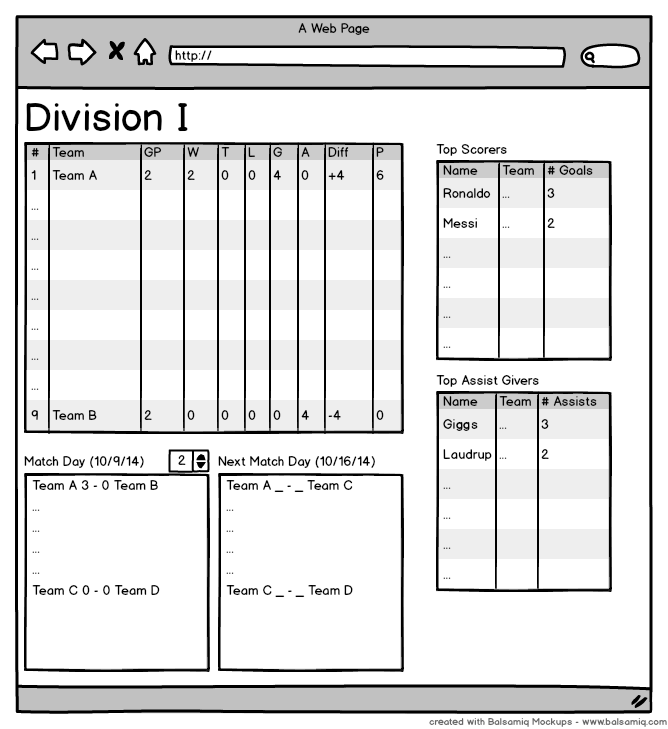 A Web Page
http://
Division I
# Team GP W T L G A Diff P
1 Team A 2 2 0 0 4 0 +4 6
...
...
...
...
...
...
...
9 Team B 2 0 0 0 0 4 -4 0
Top Scorers
Name Team # Goals
Ronaldo ... 3
Messi ... 2
...
...
...
...
Top Assist Givers
Name Team # Assists
Giggs ... 3
Laudrup ... 2
...
...
...
...
Match Day (10/9/14) 2
Team A 3 - 0 Team B
...
...
...
...
Team C 0 - 0 Team D
Next Match Day (10/16/14)
Team A _ - _ Team C
...
...
...
...
Team C _ - _ Team D
created with Balsamiq Mockups - www.balsamiq.com